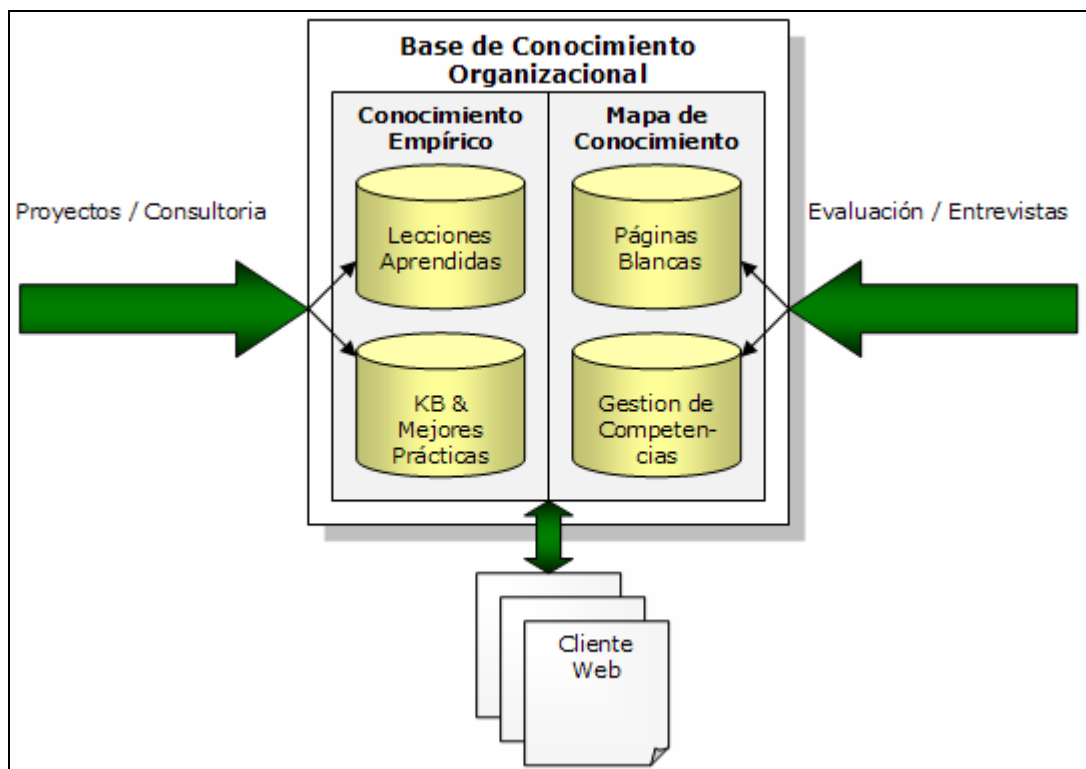 Base de Conocimiento
Organizacional
Conocimiento
Empírico
Mapa de
Conocimiento
Proyectos / Consultoria
Lecciones
Aprendidas
Páginas
Blancas
Evaluación / Entrevistas
KB &
Mejores
Prácticas
Gestion de
Competen-
cias
Cliente
Web